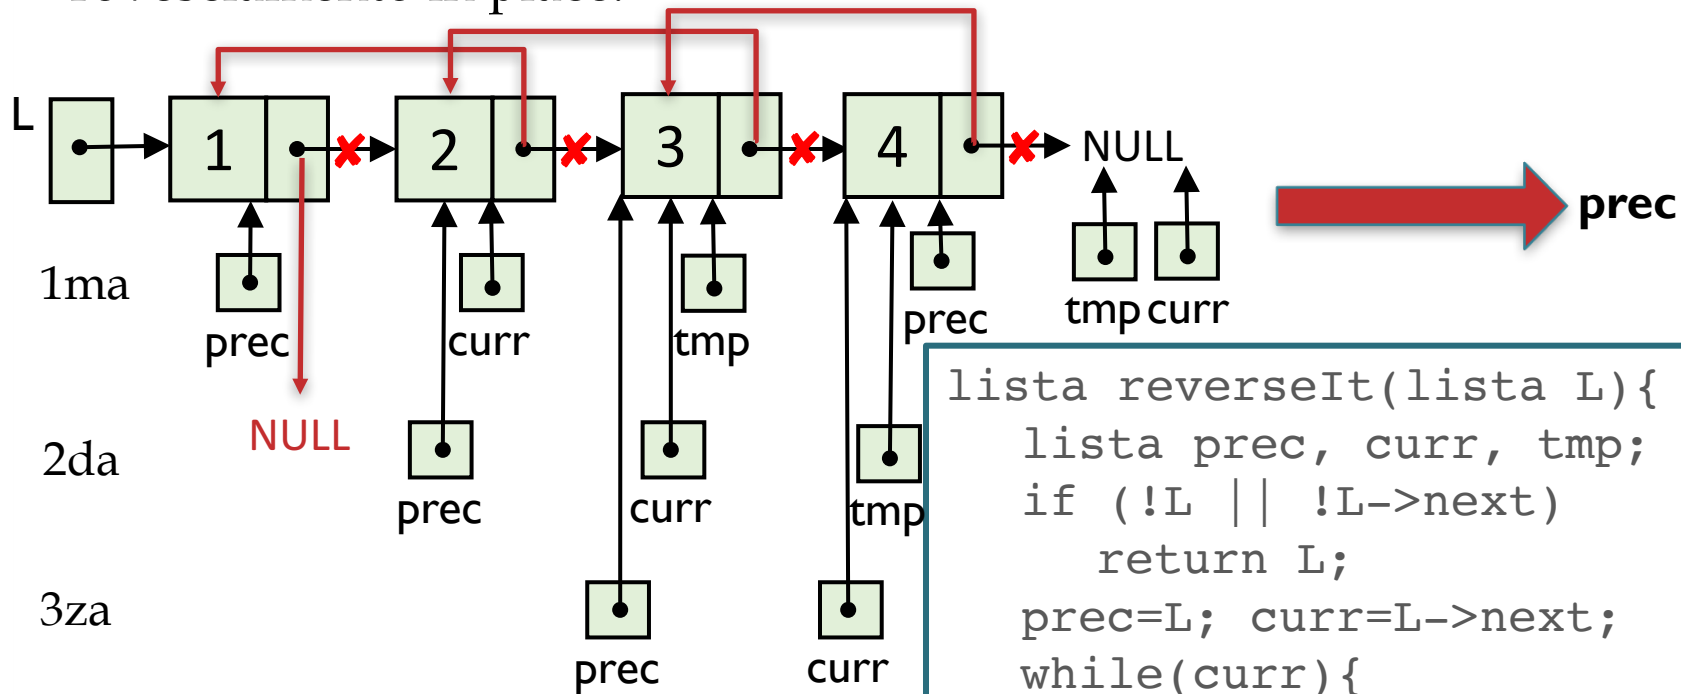 L
1
2
3
4
NULL
prec
1ma
prec
curr
tmp
prec
tmp curr
NULL
2da
prec
curr
tmp
3za
prec
curr
lista reverseIt(lista L){
lista prec, curr, tmp;
if (!L || !L->next)
return L;
prec=L; curr=L->next;
while(curr){